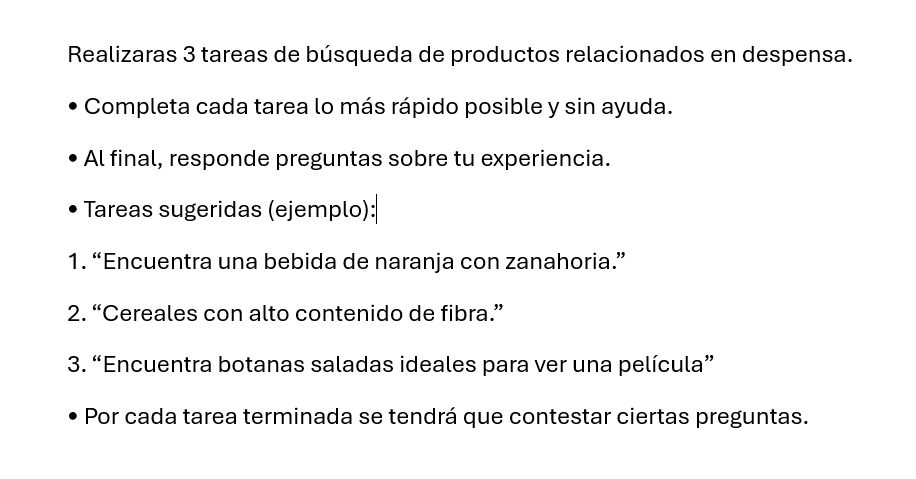 Realizaras 3 tareas de búsqueda de productos relacionados en despensa.
• Completa cada tarea lo más rápido posible y sin ayuda.
• Al final, responde preguntas sobre tu experiencia.
• Tareas sugeridas (ejemplo):
1. “Encuentra una bebida de naranja con zanahoria.”
2. “Cereales con alto contenido de fibra.”
3. “Encuentra botanas saladas ideales para ver una película”
• Por cada tarea terminada se tendrá que contestar ciertas preguntas.